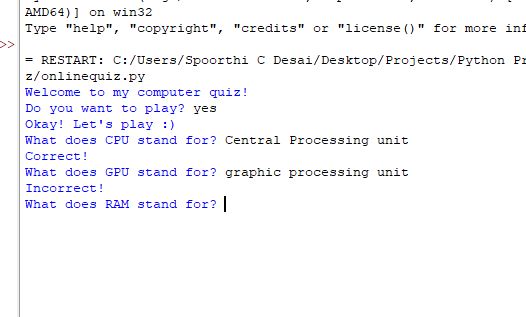 AMD64)] on win32
Type "help", "copyright", "credits" or "license()" for more inf
>>
= RESTART: C:/Users/Spoorthi C Desai/Desktop/Projects/Python Pr
z/onlinequiz.py
Welcome to my computer quiz!
Do you want to play? yes
Okay! Let's play :)
What does CPU stand for? Central Processing unit
Correct!
What does GPU stand for? graphic processing unit
Incorrect!
What does RAM stand for?